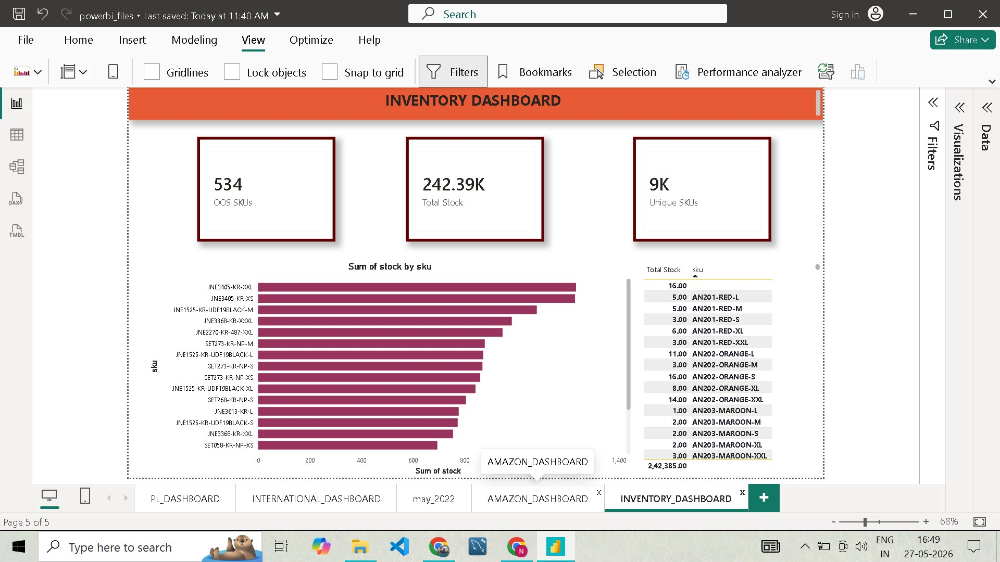 powerbi_files • Last saved: Today at 11:40 AM
Search
Sign in
File Home Insert Modeling View Optimize Help
Share
Gridlines
Lock objects
Snap to grid
Filters
Bookmarks
Selection
Performance analyzer
DAX
TMDL
INVENTORY DASHBOARD
534
OOS SKUs
242.39K
Total Stock
9K
Unique SKUs
Sum of stock by sku
sku
JNE3405-KR-XXL
JNE3405-KR-XS
JNE1525-KR-UDF19BLACK-M
JNE3368-KR-XXXL
JNE2270-KR-487-XXL
SET273-KR-NP-M
JNE1525-KR-UDF19BLACK-L
SET273-KR-NP-S
SET273-KR-NP-XS
JNE1525-KR-UDF19BLACK-XL
SET268-KR-NP-S
JNE3613-KR-L
JNE1525-KR-UDF19BLACK-S
JNE3368-KR-XXL
SET058-KR-NP-XS
0 200 400 600 800 1,400
Sum of stock
Total Stock sku
16.00
5.00 AN201-RED-L
5.00 AN201-RED-M
3.00 AN201-RED-S
6.00 AN201-RED-XL
3.00 AN201-RED-XXL
11.00 AN202-ORANGE-L
3.00 AN202-ORANGE-M
16.00 AN202-ORANGE-S
8.00 AN202-ORANGE-XL
14.00 AN202-ORANGE-XXL
1.00 AN203-MAROON-L
2.00 AN203-MAROON-M
2.00 AN203-MAROON-S
2.00 AN203-MAROON-XL
3.00 AN203-MAROON-XXL
2,42,385.00
Filters
Visualizations
Data
AMAZON_DASHBOARD
PL_DASHBOARD
INTERNATIONAL_DASHBOARD
may_2022
AMAZON_DASHBOARD x
INVENTORY_DASHBOARD x
+
Page 5 of 5
- + 68%
Type here to search
N
ENG
IN
16:49
27-05-2026